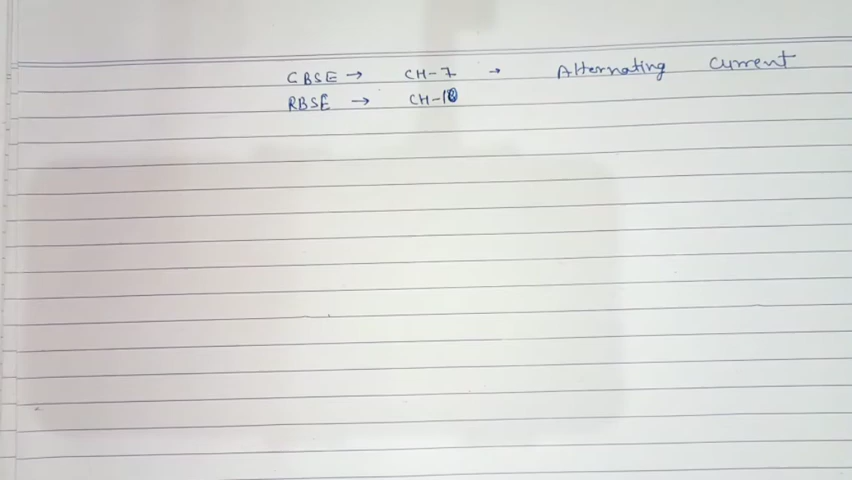 CBSE → CH-7 → Alternating Current
RBSE → CH-10